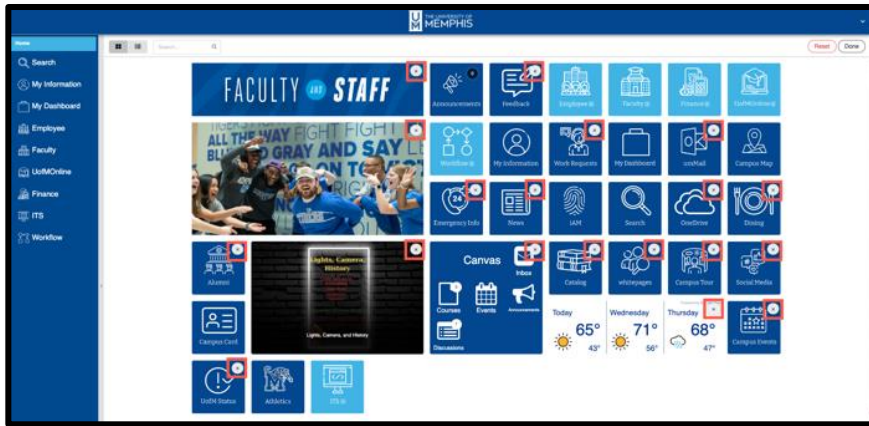 THE UNIVERSITY OF
MEMPHIS
Home
Search
My Information
My Dashboard
Employee
Faculty
UofMOnline
Finance
ITS
Workflow
Search...
Reset
Done
FACULTY AND STAFF
Announcements
Feedback
Employee
Faculty
Finance
UofMOnline
ALL THE WAY FIGHT FIGHT
GRAY AND SAY
Workflow
My Information
Work Requests
My Dashboard
umMail
Campus Map
24
Emergency Info
News
IAM
Search
OneDrive
Dining
Alumni
Lights, Camera,
History
Lights, Camera, and History
Canvas
Inbox
Courses
Events
Announcements
Discussions
Catalog
whitepages
Campus Tour
Social Media
Campus Card
Today
65°
43°
Wednesday
71°
56°
Thursday
68°
47°
Campus Events
UofM Status
Athletics
ITS